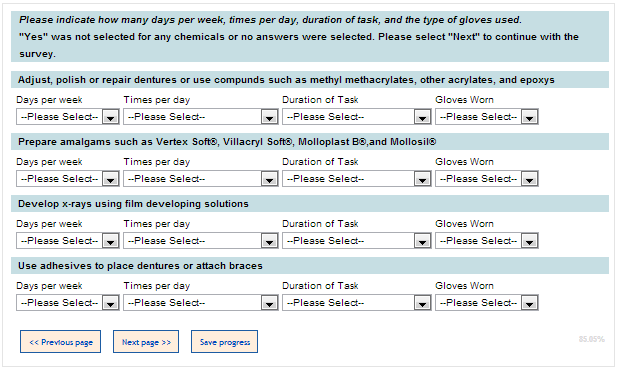 Please indicate how many days per week, times per day, duration of task, and the type of gloves used.
"Yes" was not selected for any chemicals or no answers were selected. Please select "Next" to continue with the
survey.
Adjust, polish or repair dentures or use compunds such as methyl methacrylates, other acrylates, and epoxys
Days per week Times per day Duration of Task Gloves Worn
--Please Select-- --Please Select-- --Please Select-- --Please Select--
Prepare amalgams such as Vertex Soft®, Villacryl Soft®, Molloplast B®,and Mollosil®
Days per week Times per day Duration of Task Gloves Worn
--Please Select-- --Please Select-- --Please Select-- --Please Select--
Develop x-rays using film developing solutions
Days per week Times per day Duration of Task Gloves Worn
--Please Select-- --Please Select-- --Please Select-- --Please Select--
Use adhesives to place dentures or attach braces
Days per week Times per day Duration of Task Gloves Worn
--Please Select-- --Please Select-- --Please Select-- --Please Select--
<< Previous page Next page >> Save progress